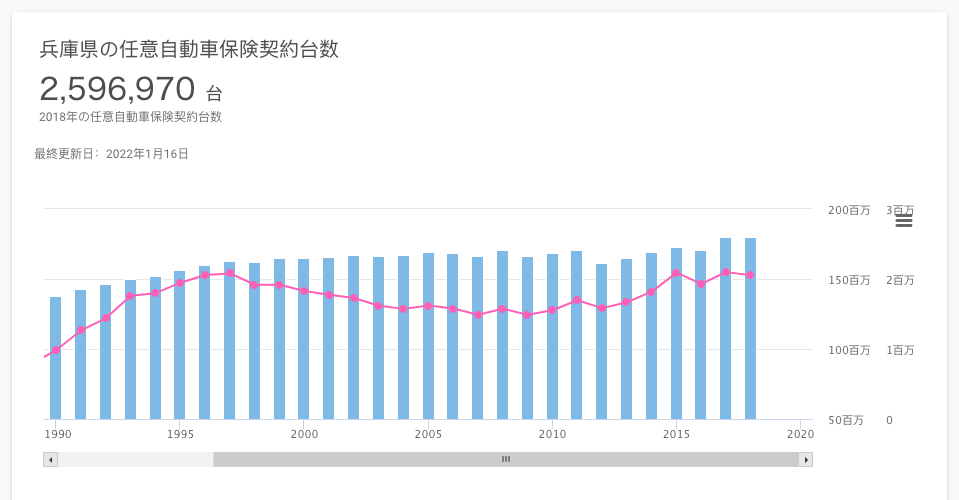 兵庫県の任意自動車保険契約台数
2,596,970 台
2018年の任意自動車保険契約台数
最終更新日: 2022年1月16日
200百万 3百万
150百万 2百万
100百万 1百万
50百万 0
1990 1995 2000 2005 2010 2015 2020